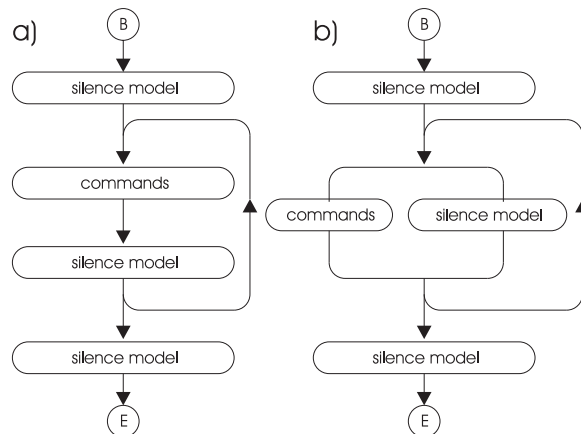 a)
B
silence model
commands
silence model
silence model
E
b)
B
silence model
commands
silence model
silence model
E